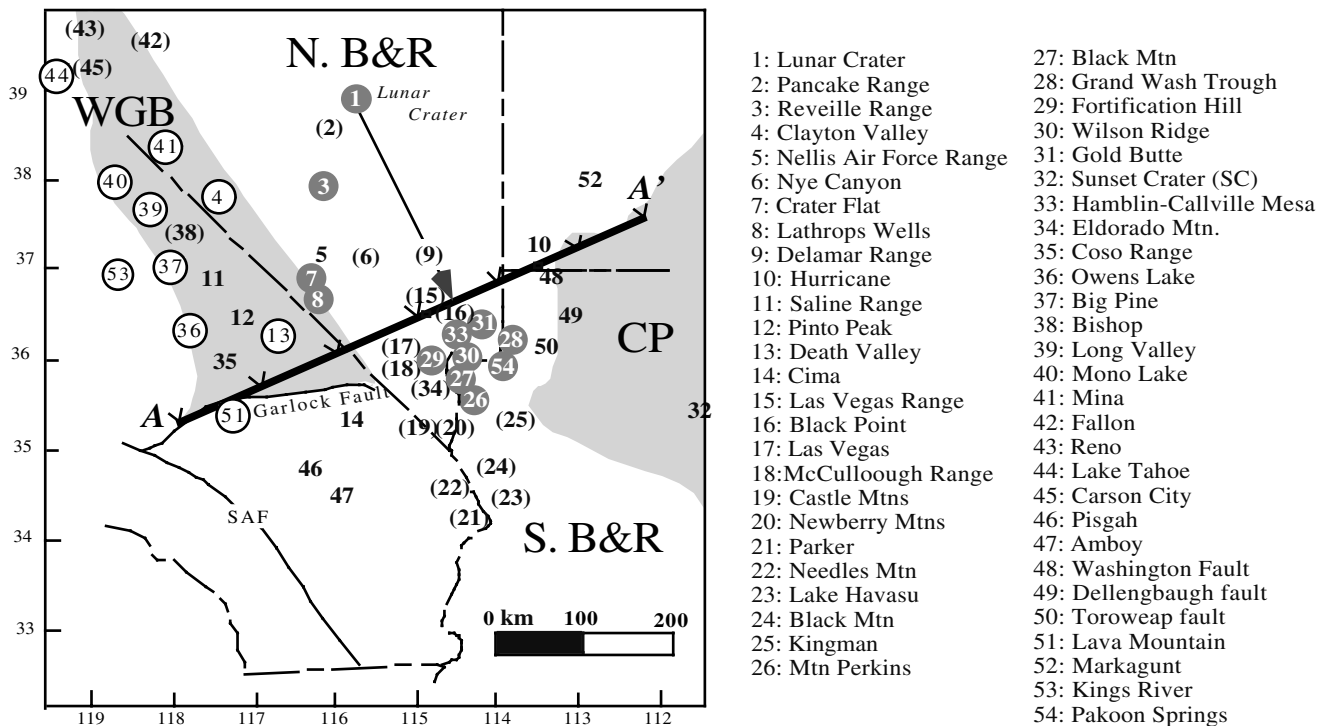 (43)
(42)
N. B&R
(45)
44
39
1
Lunar
Crater
WGB
(2)
41
38
40
3
52
A’
4
39
(38)
5
(6)
(9)
10
37
53
37
11
7
48
8
(15)
(16)
49
12
31
36
13
33
28
CP
(17)
30
50
36
35
29
(18)
54
27
(34)
26
Garlock Fault
A
51
14
(19)
(20)
(25)
32
35
46
(24)
47
(22)
(23)
SAF
(21)
34
S. B&R
0 km 100 200
33
119 118 117 116 115 114 113 112
1: Lunar Crater
2: Pancake Range
3: Reveille Range
4: Clayton Valley
5: Nellis Air Force Range
6: Nye Canyon
7: Crater Flat
8: Lathrops Wells
9: Delamar Range
10: Hurricane
11: Saline Range
12: Pinto Peak
13: Death Valley
14: Cima
15: Las Vegas Range
16: Black Point
17: Las Vegas
18:McCulloough Range
19: Castle Mtns
20: Newberry Mtns
21: Parker
22: Needles Mtn
23: Lake Havasu
24: Black Mtn
25: Kingman
26: Mtn Perkins
27: Black Mtn
28: Grand Wash Trough
29: Fortification Hill
30: Wilson Ridge
31: Gold Butte
32: Sunset Crater (SC)
33: Hamblin-Callville Mesa
34: Eldorado Mtn.
35: Coso Range
36: Owens Lake
37: Big Pine
38: Bishop
39: Long Valley
40: Mono Lake
41: Mina
42: Fallon
43: Reno
44: Lake Tahoe
45: Carson City
46: Pisgah
47: Amboy
48: Washington Fault
49: Dellengbaugh fault
50: Toroweap fault
51: Lava Mountain
52: Markagunt
53: Kings River
54: Pakoon Springs